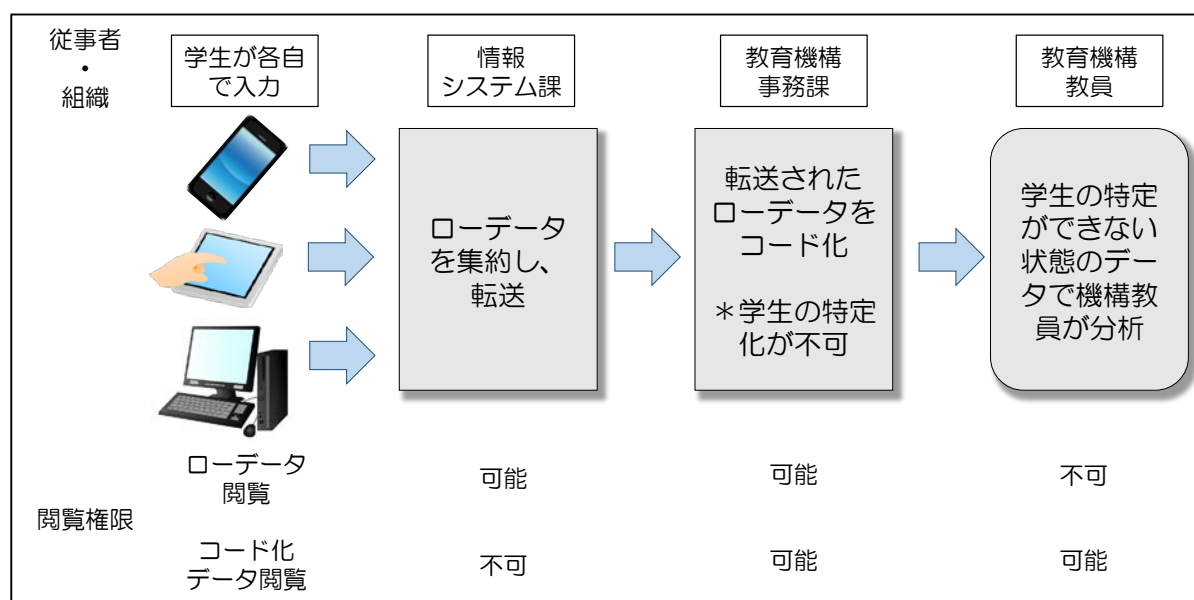 従事者
・
組織
学生が各自
で入力
情報
システム課
教育機構
事務課
教育機構
教員
ローデータ
を集約し、
転送
転送された
ローデータを
コード化
＊学生の特定
化が不可
学生の特定
ができない
状態のデー
タで機構教
員が分析
閲覧権限
ローデータ
閲覧
可能
可能
不可
コード化
データ閲覧
不可
可能
可能